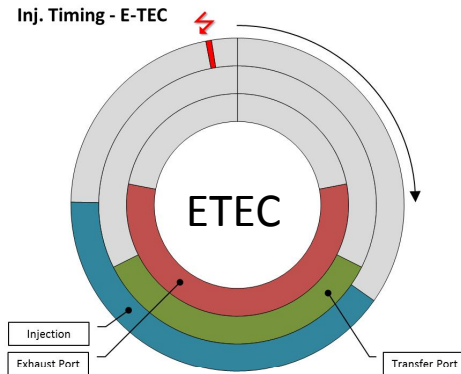 Inj. Timing - E-TEC
ETEC
Injection
Exhaust Port
Transfer Port